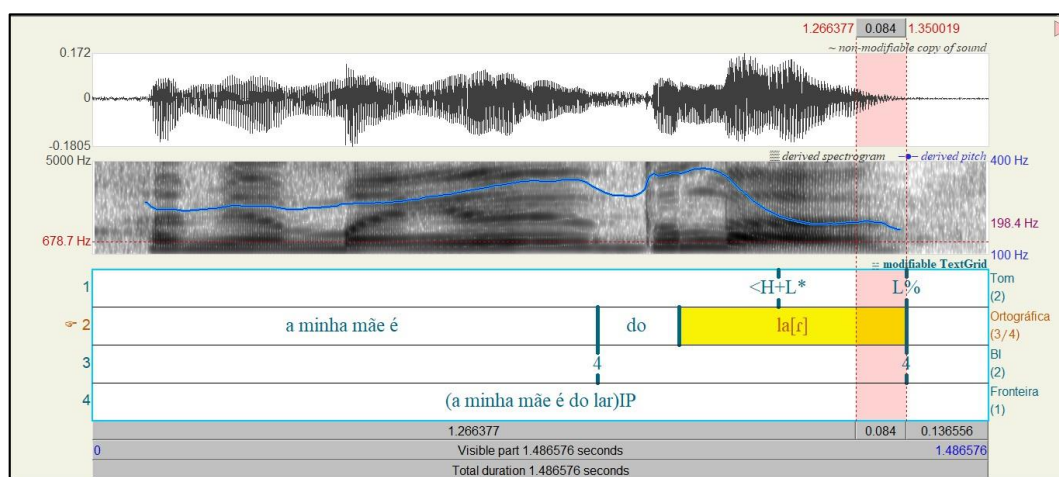 1.266377 0.084 1.350019
~ non-modifiable copy of sound
0.172
0
-0.1805
5000 Hz derived spectrogram derived pitch 400 Hz
198.4 Hz
678.7 Hz
100 Hz
modifiable TextGrid
1 <H+L* L% Tom (2)
2 a minha mãe é do la[ɾ] Ortográfica (3/4)
3 4 4 BI (2)
4 (a minha mãe é do lar)IP Fronteira (1)
1.266377 0.084 0.136556
0 Visible part 1.486576 seconds 1.486576
Total duration 1.486576 seconds